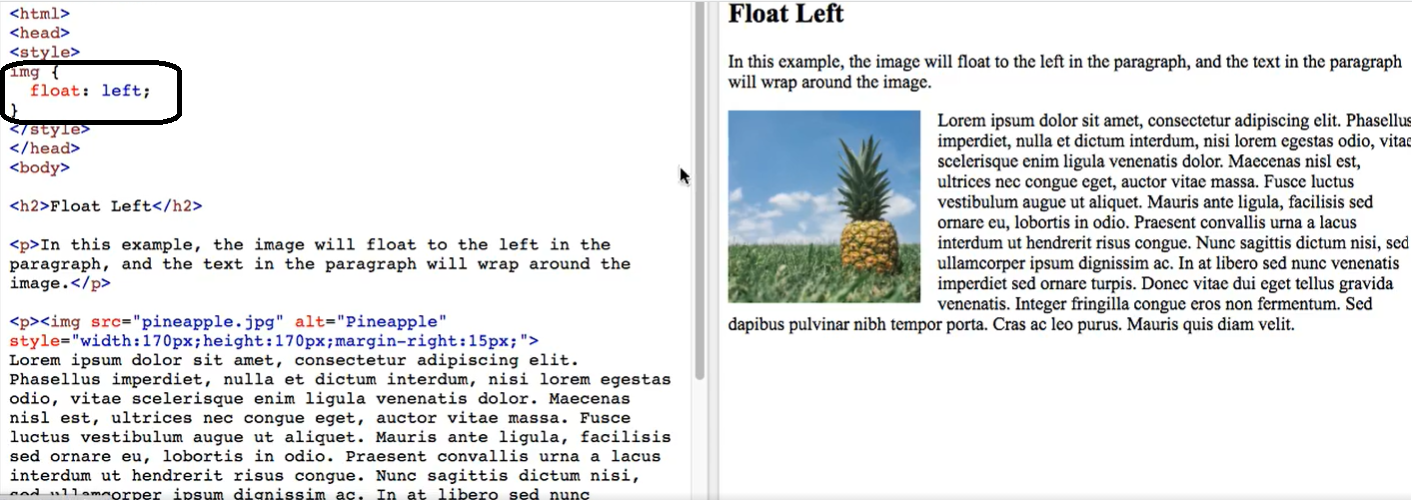 <html>
<head>
<style>
img {
float: left;
}
</style>
</head>
<body>
<h2>Float Left</h2>
<p>In this example, the image will float to the left in the
paragraph, and the text in the paragraph will wrap around the
image.</p>
<p><img src="pineapple.jpg" alt="Pineapple"
style="width:170px;height:170px;margin-right:15px;">
Lorem ipsum dolor sit amet, consectetur adipiscing elit.
Phasellus imperdiet, nulla et dictum interdum, nisi lorem egestas
odio, vitae scelerisque enim ligula venenatis dolor. Maecenas
nisl est, ultrices nec congue eget, auctor vitae massa. Fusce
luctus vestibulum augue ut aliquet. Mauris ante ligula, facilisis
sed ornare eu, lobortis in odio. Praesent convallis urna a lacus
interdum ut hendrerit risus congue. Nunc sagittis dictum nisi,
sed ullamcorper ipsum dignissim ac. In at libero sed nunc
Float Left
In this example, the image will float to the left in the paragraph, and the text in the paragraph
will wrap around the image.
Lorem ipsum dolor sit amet, consectetur adipiscing elit. Phasellus
imperdiet, nulla et dictum interdum, nisi lorem egestas odio, vitae
scelerisque enim ligula venenatis dolor. Maecenas nisl est,
ultrices nec congue eget, auctor vitae massa. Fusce luctus
vestibulum augue ut aliquet. Mauris ante ligula, facilisis sed
ornare eu, lobortis in odio. Praesent convallis urna a lacus
interdum ut hendrerit risus congue. Nunc sagittis dictum nisi, sed
ullamcorper ipsum dignissim ac. In at libero sed nunc venenatis
imperdiet sed ornare turpis. Donec vitae dui eget tellus gravida
venenatis. Integer fringilla congue eros non fermentum. Sed
dapibus pulvinar nibh tempor porta. Cras ac leo purus. Mauris quis diam velit.